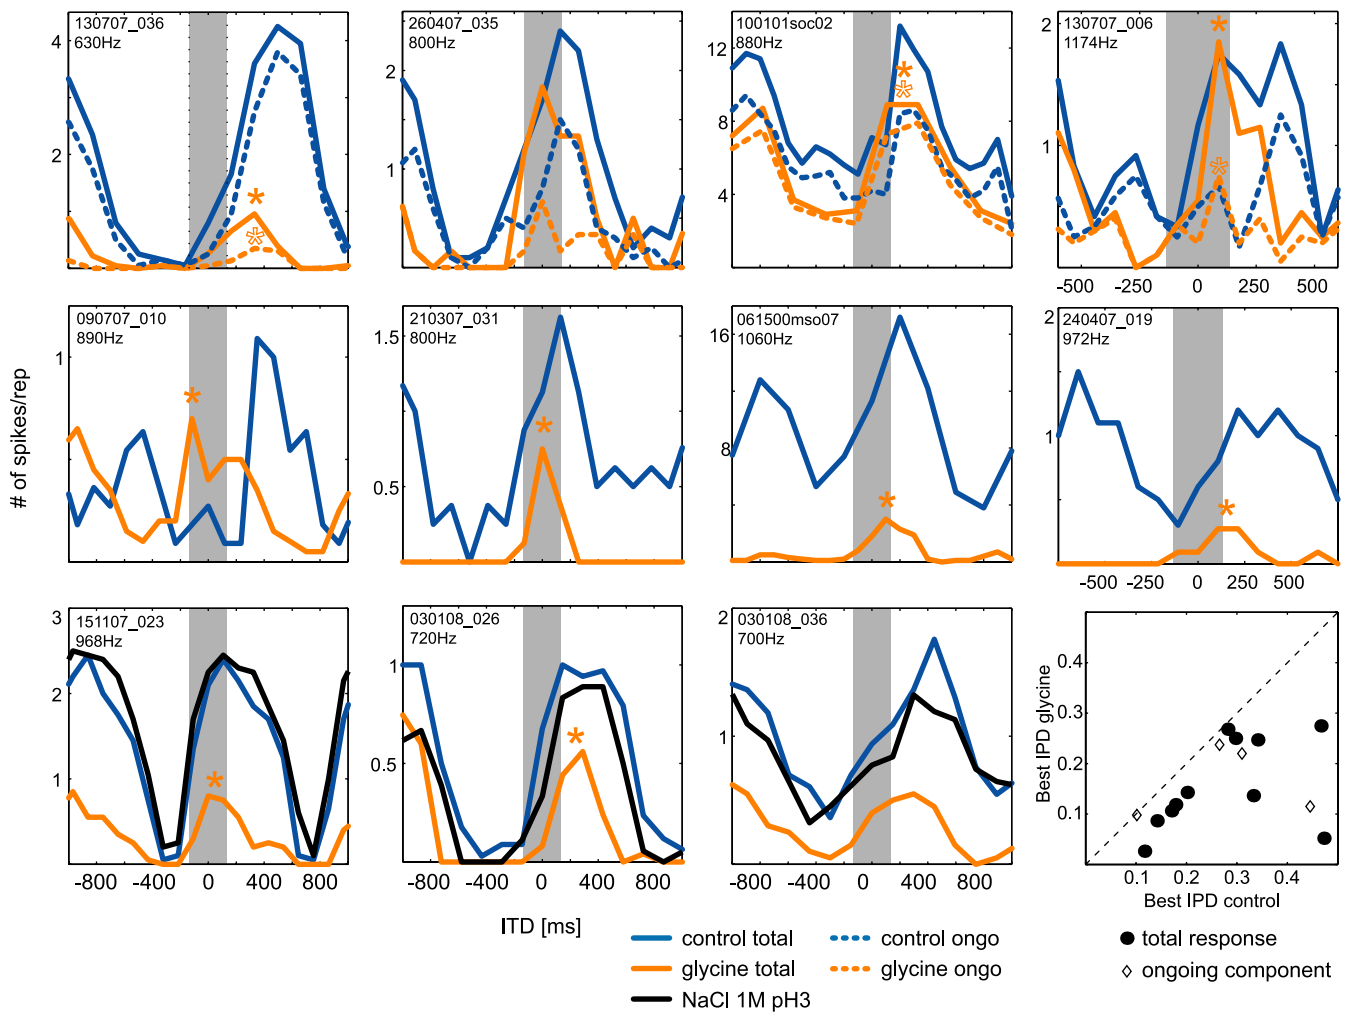 130707_036
630Hz
4
2
260407_035
800Hz
2
1
100101soc02
880Hz
12
8
4
130707_006
1174Hz
2
1
-500
-250
0
250
500
090707_010
890Hz
1
210307_031
800Hz
1.5
0.5
061500mso07
1060Hz
16
8
240407_019
972Hz
2
1
-500
-250
0
250
500
# of spikes/rep
151107_023
968Hz
3
2
1
-800
-400
0
400
800
030108_026
720Hz
1
0.5
-800
-400
0
400
800
030108_036
700Hz
2
1
-800
-400
0
400
800
Best IPD glycine
0.4
0.3
0.2
0.1
0.1
0.2
0.3
0.4
Best IPD control
ITD [ms]
control total
control ongo
glycine total
glycine ongo
NaCl 1M pH3
total response
ongoing component